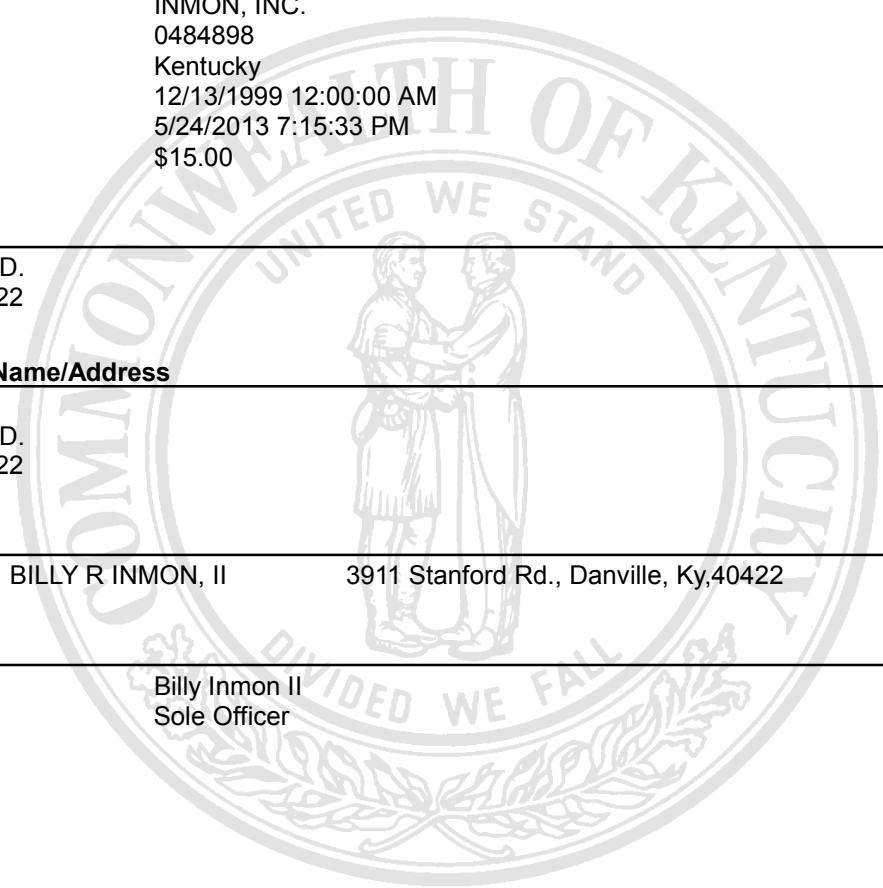 INMON, INC.
0484898
Kentucky
12/13/1999 12:00:00 AM
5/24/2013 7:15:33 PM
$15.00
D.
22
Name/Address
D.
22
BILLY R INMON, II 3911 Stanford Rd., Danville, Ky,40422
Billy Inmon II
Sole Officer
COMMONWEALTH OF KENTUCKY
UNITED WE STAND
DIVIDED WE FALL